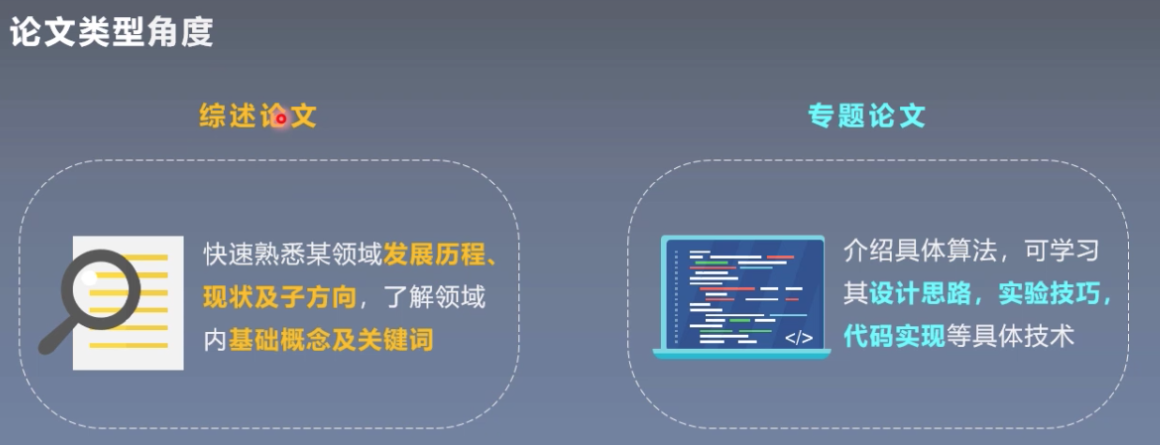 论文类型角度
综述论文
专题论文
快速熟悉某领域发展历程、
现状及子方向，了解领域
内基础概念及关键词
介绍具体算法，可学习
其设计思路，实验技巧，
代码实现等具体技术
</>